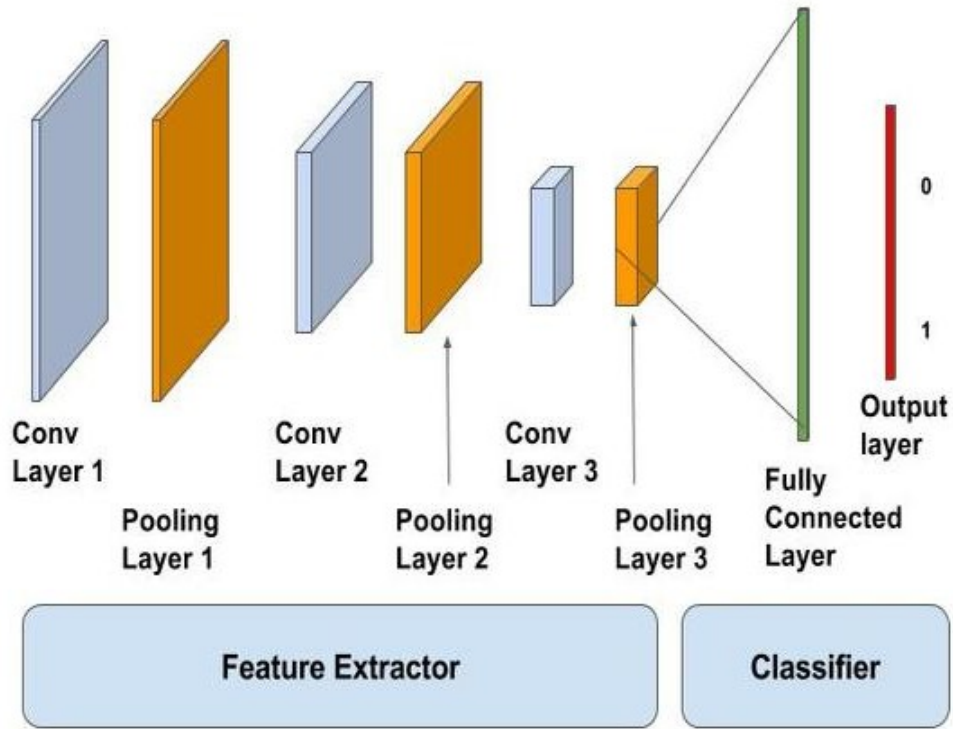 0
1
Output
layer
Conv
Layer 1
Conv
Layer 2
Conv
Layer 3
Fully
Connected
Layer
Pooling
Layer 1
Pooling
Layer 2
Pooling
Layer 3
Feature Extractor
Classifier